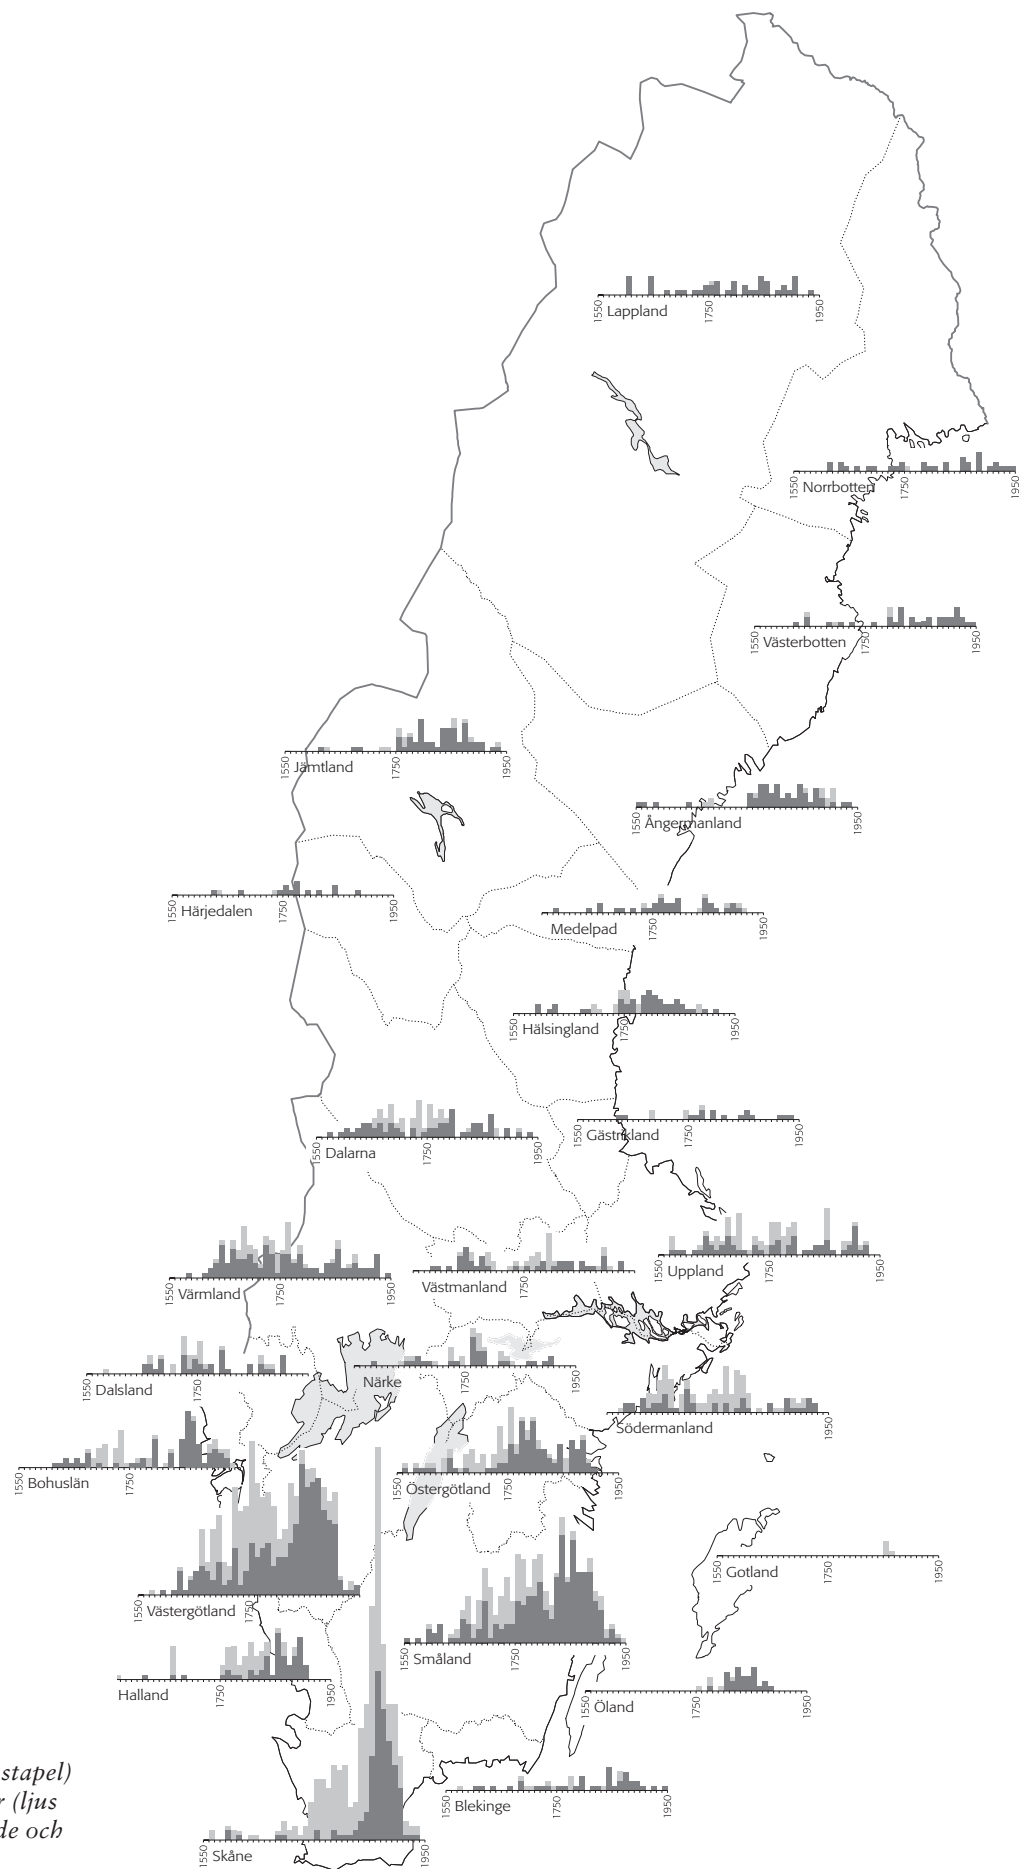 1550 1750 1950
Lappland
1550 1750 1950
Norrbotten
1550 1750 1950
Västerbotten
1550 1750 1950
Jämtland
1550 1950
Ångermanland
1550 1750 1950
Härjedalen
1750 1950
Medelpad
1550 1750 1950
Hälsingland
1550 1750 1950
Gästrikland
1550 1750 1950
Dalarna
1550 1750 1950
Uppland
1550 1750 1950
Värmland
1750
Västmanland
1550 1750
Dalsland
1750 1950
Närke
1950
Södermanland
1550 1750
Bohuslän
1550 1750 1950
Östergötland
1550 1750 1950
Gotland
1550 1750
Västergötland
1550 1750 1950
Småland
1750 1950
Halland
1550 1750 1950
Öland
1550 1750 1950
Blekinge
1550 1950
Skåne
stapel)
r (ljus
de och